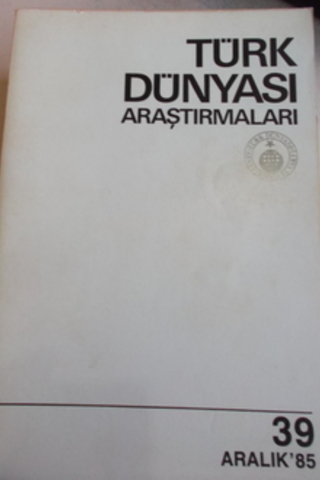 TÜRK
DÜNYASI
ARAŞTIRMALARI
39
ARALIK'85